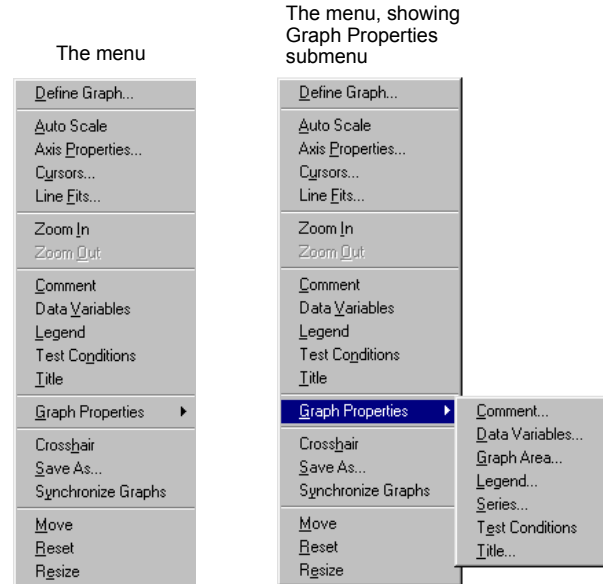 The menu
Define Graph...
Auto Scale
Axis Properties...
Cursors...
Line Fits...
Zoom In
Zoom Out
Comment
Data Variables
Legend
Test Conditions
Title
Graph Properties
Crosshair
Save As...
Synchronize Graphs
Move
Reset
Resize
The menu, showing
Graph Properties
submenu
Define Graph...
Auto Scale
Axis Properties...
Cursors...
Line Fits...
Zoom In
Zoom Out
Comment
Data Variables
Legend
Test Conditions
Title
Graph Properties
Crosshair
Save As...
Synchronize Graphs
Move
Reset
Resize
Comment...
Data Variables...
Graph Area...
Legend...
Series...
Test Conditions
Title...